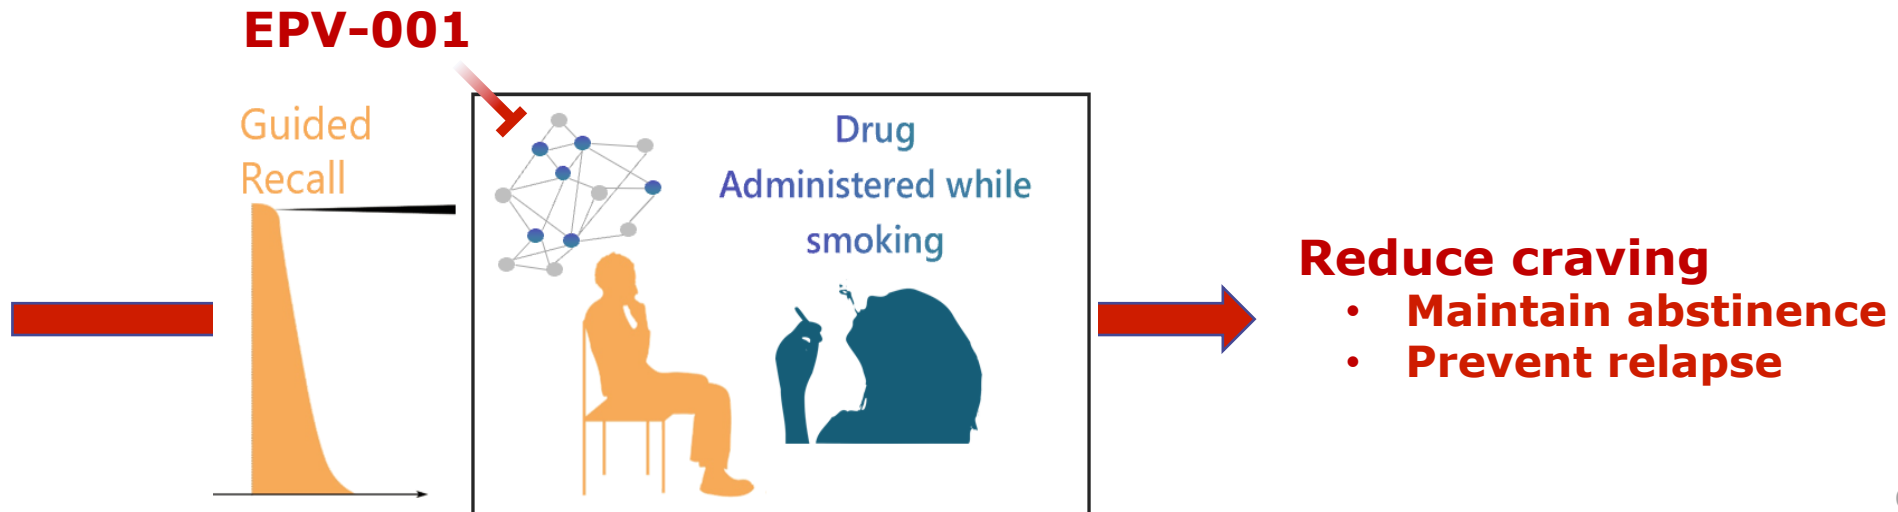 EPV-001
Guided
Recall
Drug
Administered while
smoking
Reduce craving
• Maintain abstinence
• Prevent relapse